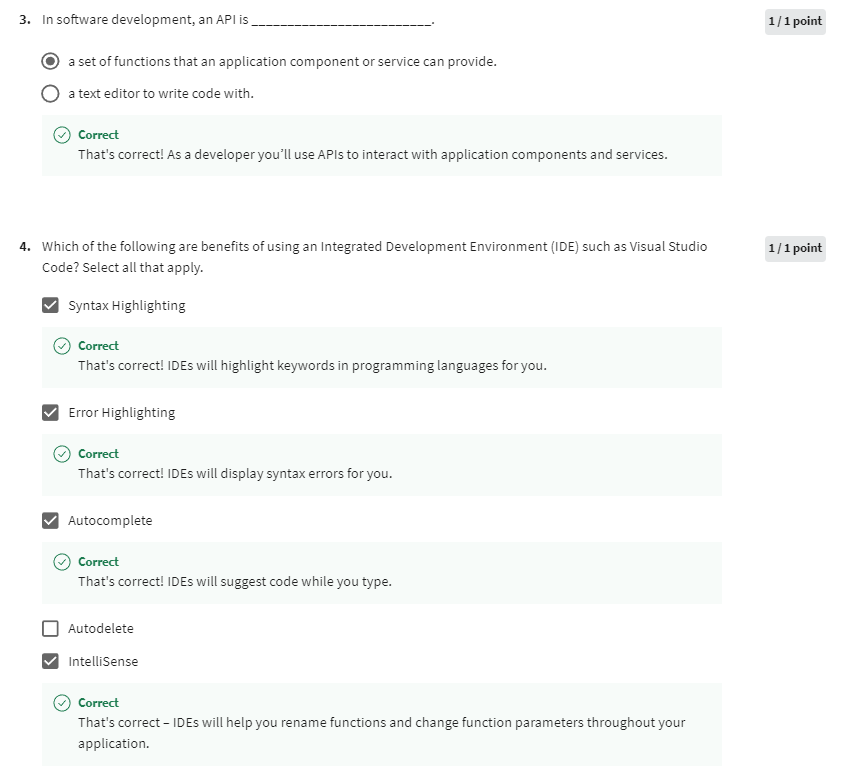 3. In software development, an API is _________________________.
1 / 1 point
a set of functions that an application component or service can provide.
a text editor to write code with.
Correct
That's correct! As a developer you’ll use APIs to interact with application components and services.
4. Which of the following are benefits of using an Integrated Development Environment (IDE) such as Visual Studio
Code? Select all that apply.
1 / 1 point
Syntax Highlighting
Correct
That's correct! IDEs will highlight keywords in programming languages for you.
Error Highlighting
Correct
That's correct! IDEs will display syntax errors for you.
Autocomplete
Correct
That's correct! IDEs will suggest code while you type.
Autodelete
IntelliSense
Correct
That's correct – IDEs will help you rename functions and change function parameters throughout your
application.